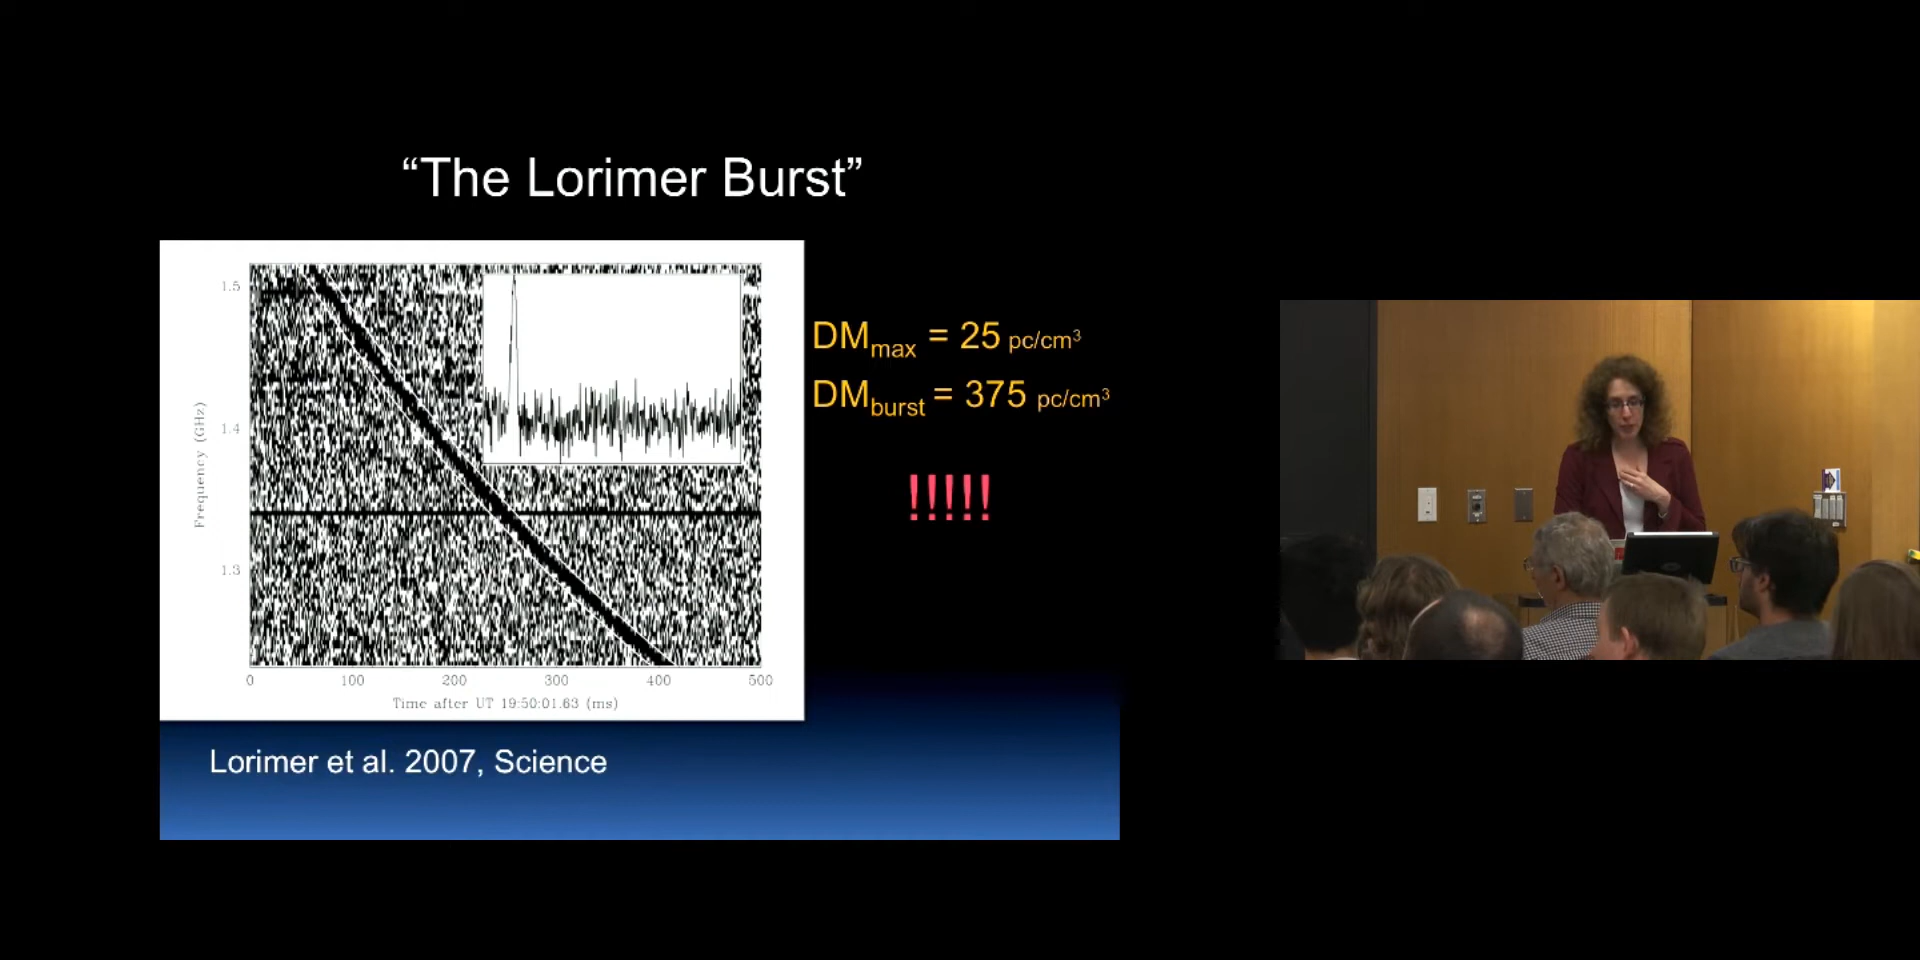 “The Lorimer Burst”
1.5
1.4
1.3
Frequency (GHz)
0 100 200 300 400 500
Time after UT 19:50:01.63 (ms)
DMmax = 25 pc/cm³
DMburst = 375 pc/cm³
!!!!!
Lorimer et al. 2007, Science